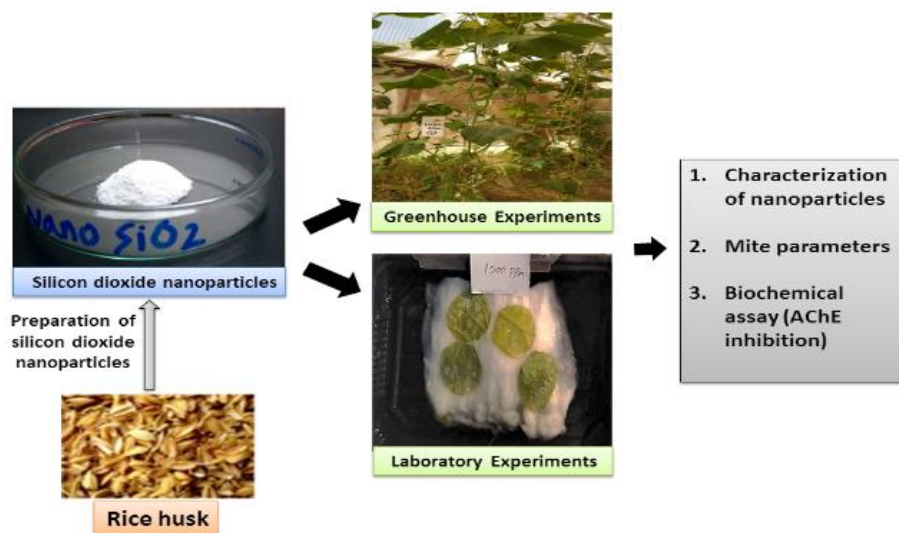 Nano SiO2
Silicon dioxide nanoparticles
Preparation of
silicon dioxide
nanoparticles
Rice husk
Greenhouse Experiments
1500 ppm
Laboratory Experiments
1. Characterization
of nanoparticles
2. Mite parameters
3. Biochemical
assay (AChE
inhibition)